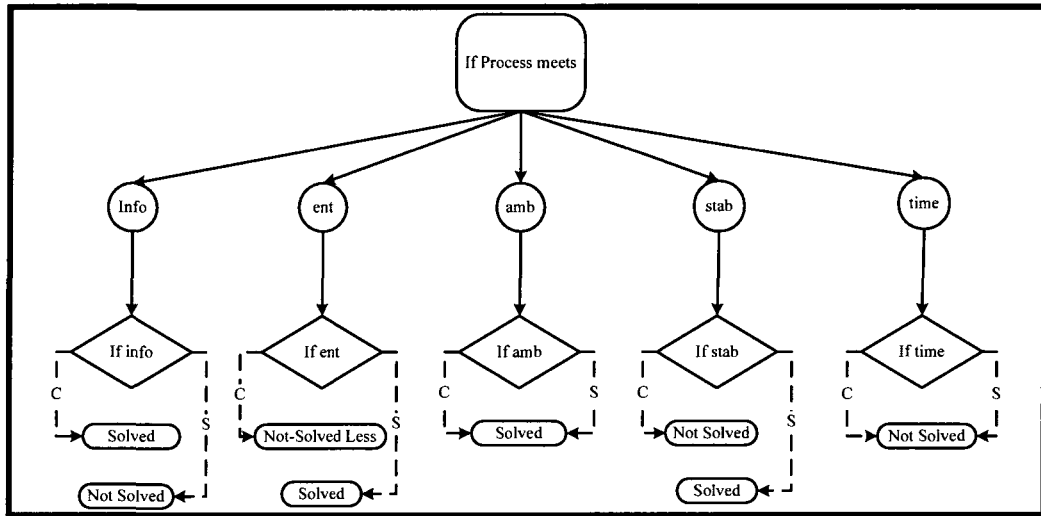 If Process meets
Info
ent
amb
stab
time
If info
If ent
If amb
If stab
If time
C
S
C
S
C
S
C
S
C
S
Solved
Not-Solved Less
Solved
Not Solved
Not Solved
Not Solved
Solved
Solved